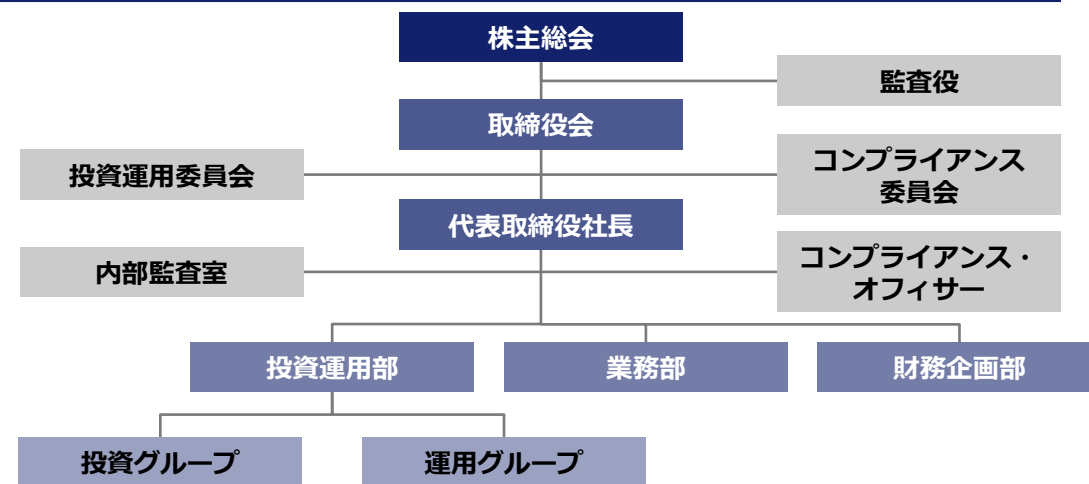 株主総会
監査役
取締役会
投資運用委員会
コンプライアンス
委員会
代表取締役社長
内部監査室
コンプライアンス・
オフィサー
投資運用部
業務部
財務企画部
投資グループ
運用グループ